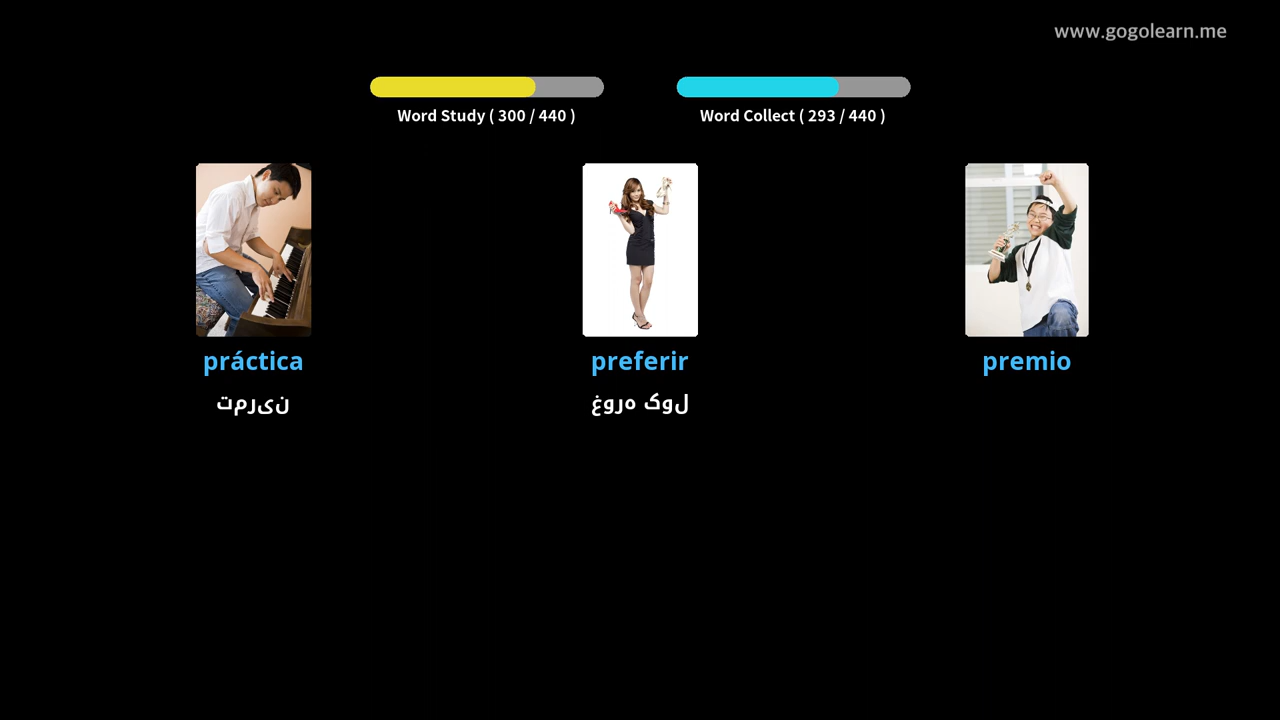 www.gogolearn.me
Word Study ( 300 / 440 )
Word Collect ( 293 / 440 )
práctica
preferir
premio
تمرین
غوره کول